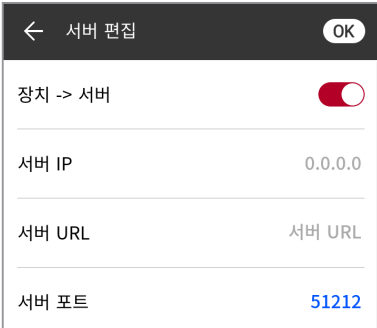 서버 편집 OK
장치 -> 서버
서버 IP 0.0.0.0
서버 URL 서버 URL
서버 포트 51212